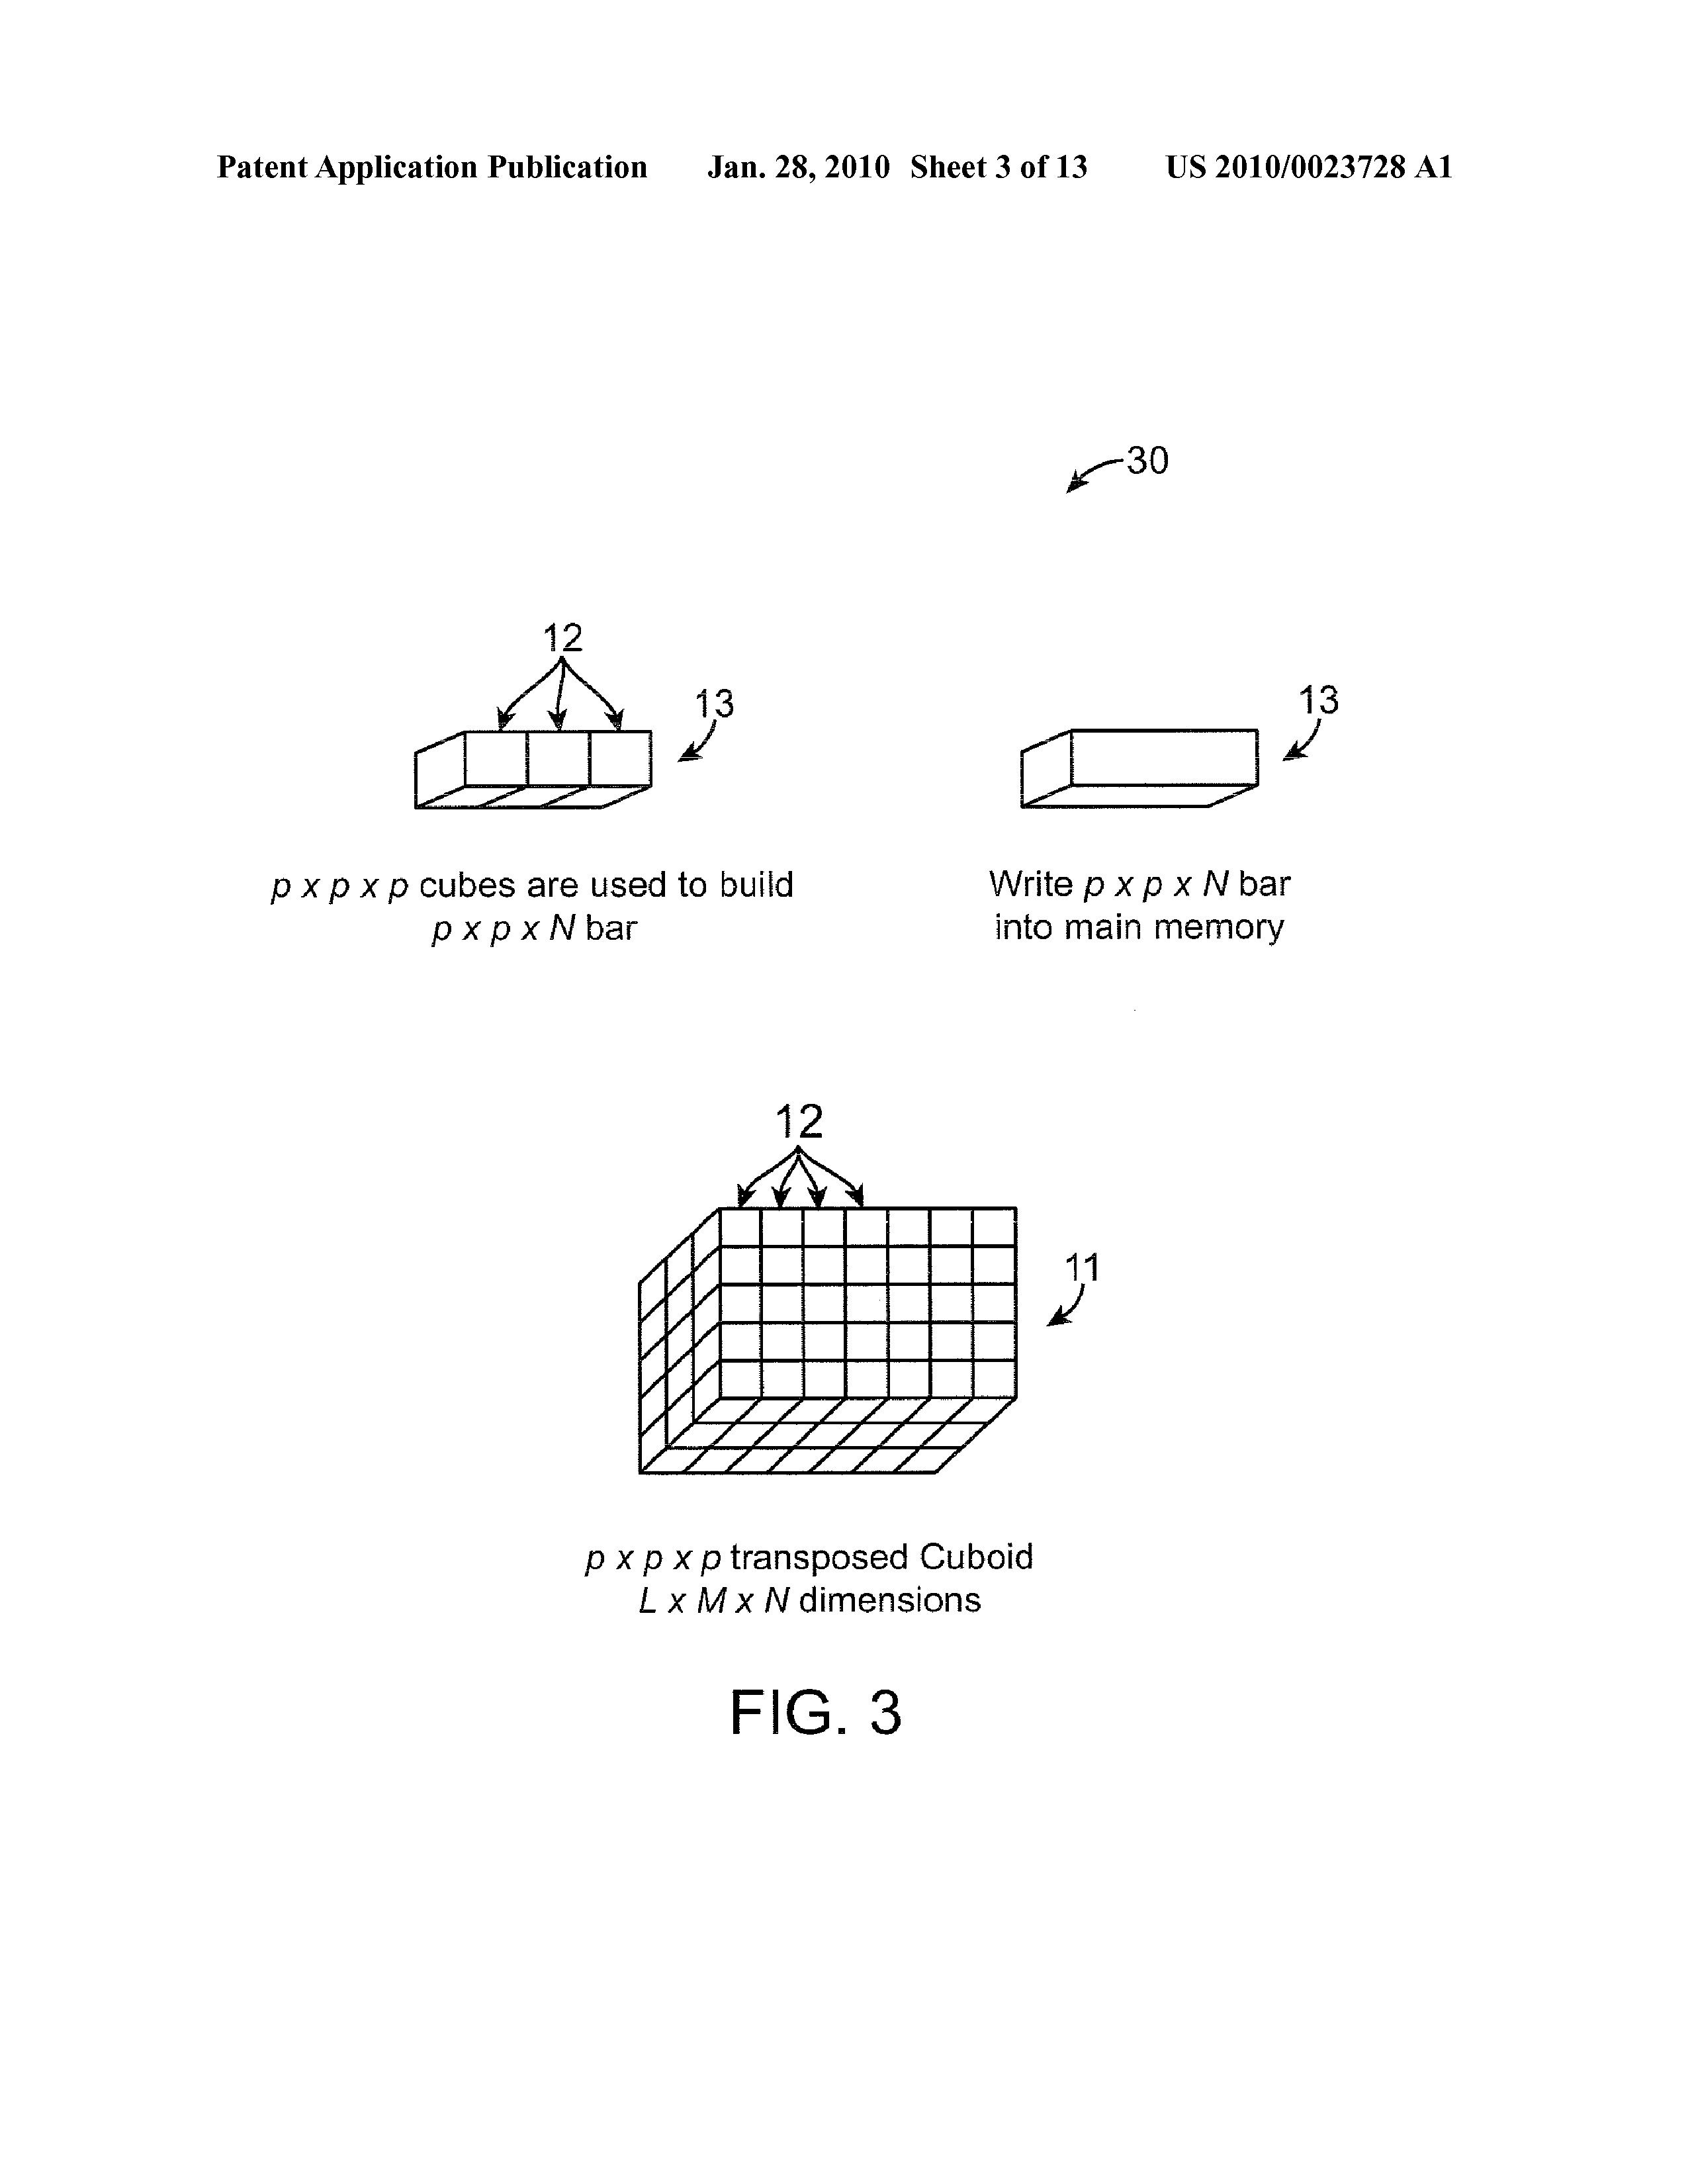 Patent Application Publication Jan. 28, 2010 Sheet 3 of 13 US 2010/0023728 A1
30
12
13
13
p x p x p cubes are used to build
p x p x N bar
Write p x p x N bar
into main memory
12
11
p x p x p transposed Cuboid
L x M x N dimensions
FIG. 3